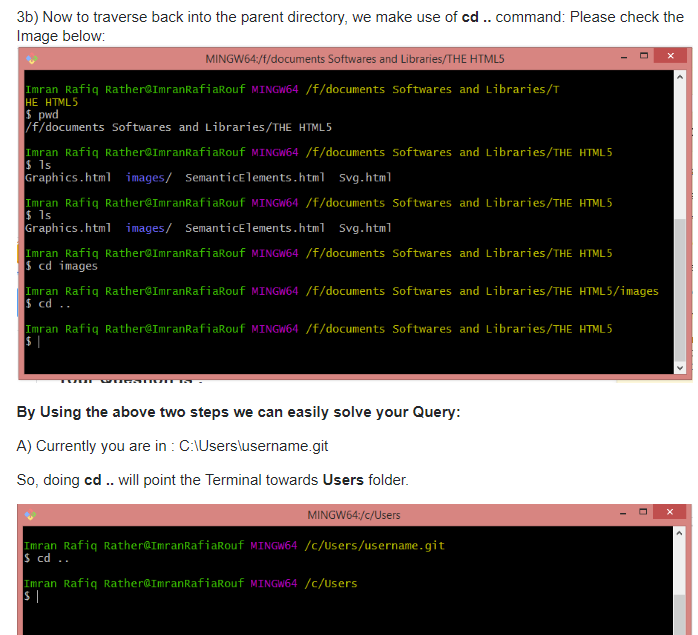 3b) Now to traverse back into the parent directory, we make use of cd .. command: Please check the
Image below:
MINGW64:/f/documents Softwares and Libraries/THE HTML5
Imran Rafiq Rather@ImranRafiaRouf MINGW64 /f/documents Softwares and Libraries/T
HE HTML5
$ pwd
/f/documents Softwares and Libraries/THE HTML5
Imran Rafiq Rather@ImranRafiaRouf MINGW64 /f/documents Softwares and Libraries/THE HTML5
$ ls
Graphics.html images/ SemanticElements.html Svg.html
Imran Rafiq Rather@ImranRafiaRouf MINGW64 /f/documents Softwares and Libraries/THE HTML5
$ ls
Graphics.html images/ SemanticElements.html Svg.html
Imran Rafiq Rather@ImranRafiaRouf MINGW64 /f/documents Softwares and Libraries/THE HTML5
$ cd images
Imran Rafiq Rather@ImranRafiaRouf MINGW64 /f/documents Softwares and Libraries/THE HTML5/images
$ cd ..
Imran Rafiq Rather@ImranRafiaRouf MINGW64 /f/documents Softwares and Libraries/THE HTML5
$
By Using the above two steps we can easily solve your Query:
A) Currently you are in : C:\Users\username.git
So, doing cd .. will point the Terminal towards Users folder.
MINGW64:/c/Users
Imran Rafiq Rather@ImranRafiaRouf MINGW64 /c/Users/username.git
$ cd ..
Imran Rafiq Rather@ImranRafiaRouf MINGW64 /c/Users
$